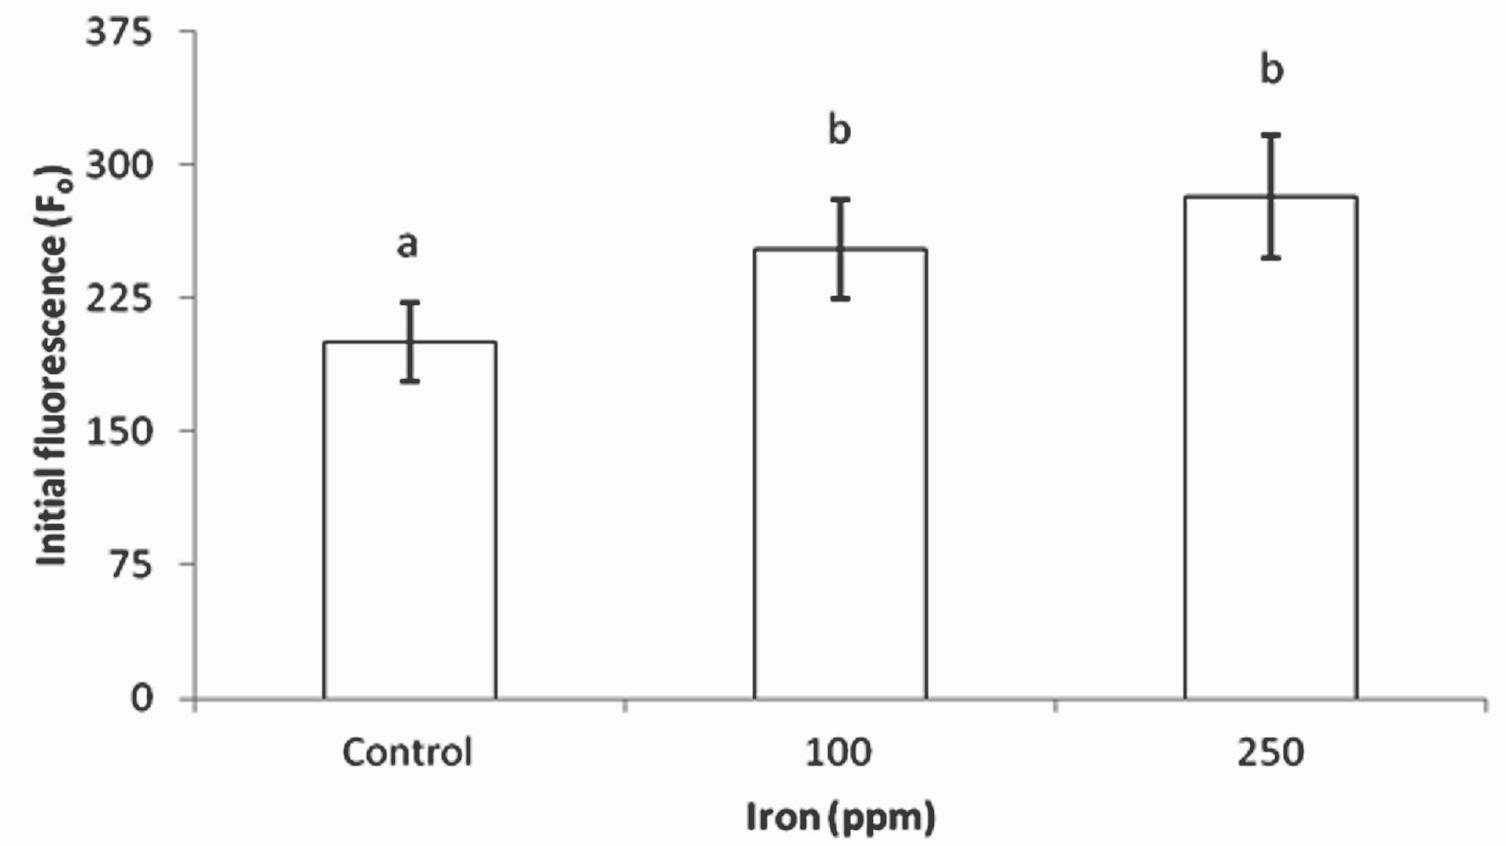 375
300
225
150
75
0
Initial fluorescence (Fo)
a
b
b
Control
100
250
Iron (ppm)